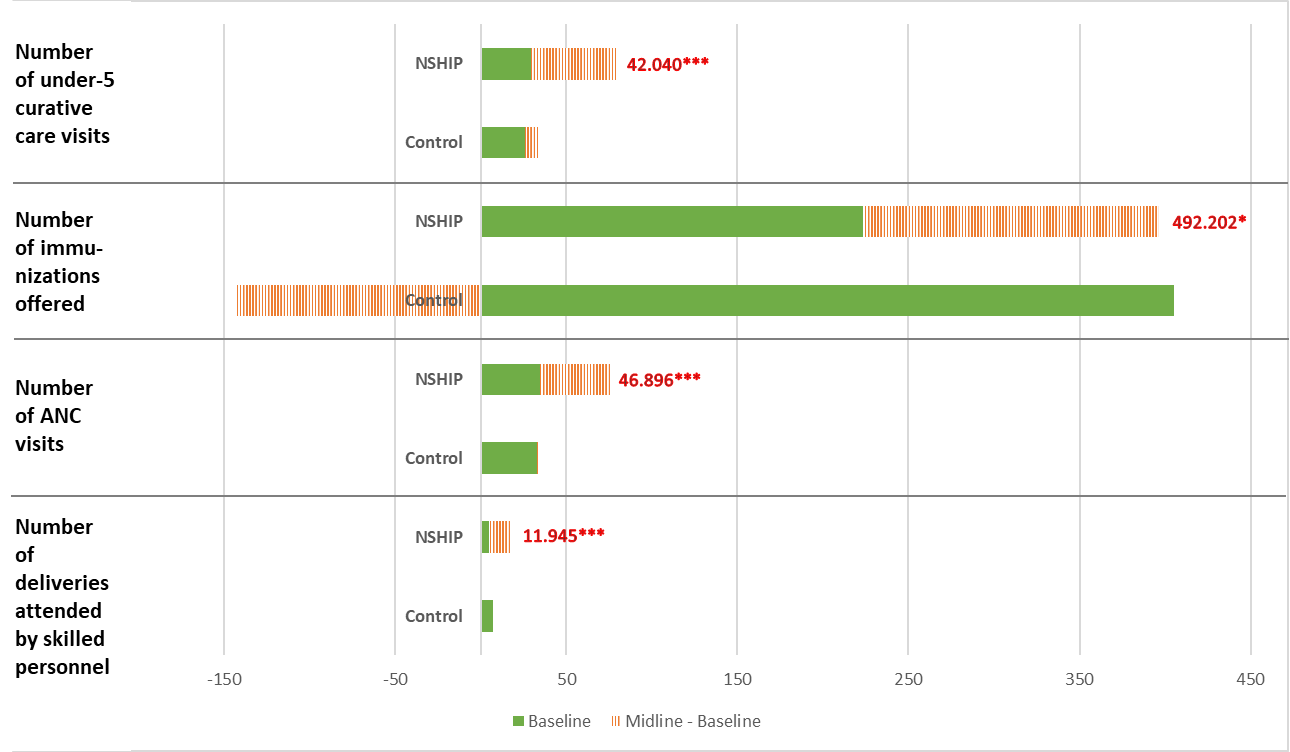 Number
of under-5
curative
care visits
NSHIP
42.040***
Control
Number
of immu-
nizations
offered
NSHIP
492.202*
Control
Number
of ANC
visits
NSHIP
46.896***
Control
Number
of
deliveries
attended
by skilled
personnel
NSHIP
11.945***
Control
-150 -50 50 150 250 350 450
Baseline Midline - Baseline